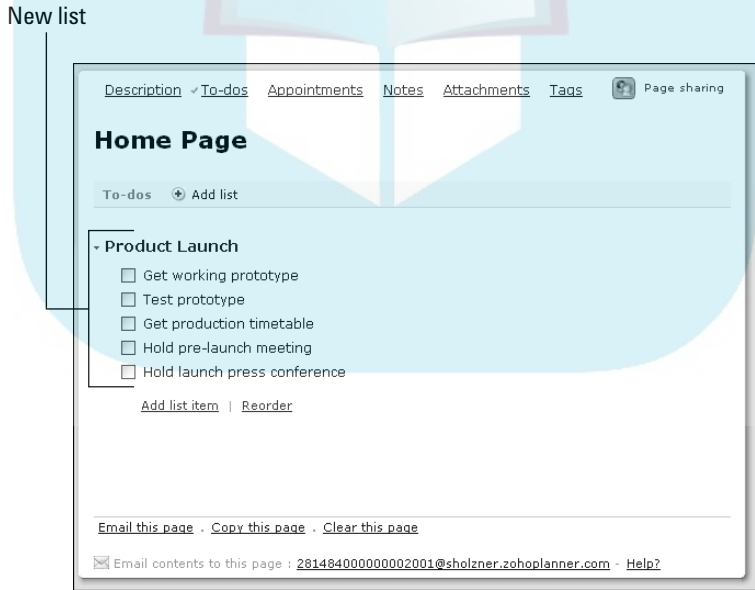 New list
Description ✓To-dos Appointments Notes Attachments Tags Page sharing
Home Page
To-dos Add list
Product Launch
Get working prototype
Test prototype
Get production timetable
Hold pre-launch meeting
Hold launch press conference
Add list item | Reorder
Email this page . Copy this page . Clear this page
Email contents to this page : 281484000000002001@sholzner.zohoplanner.com - Help?